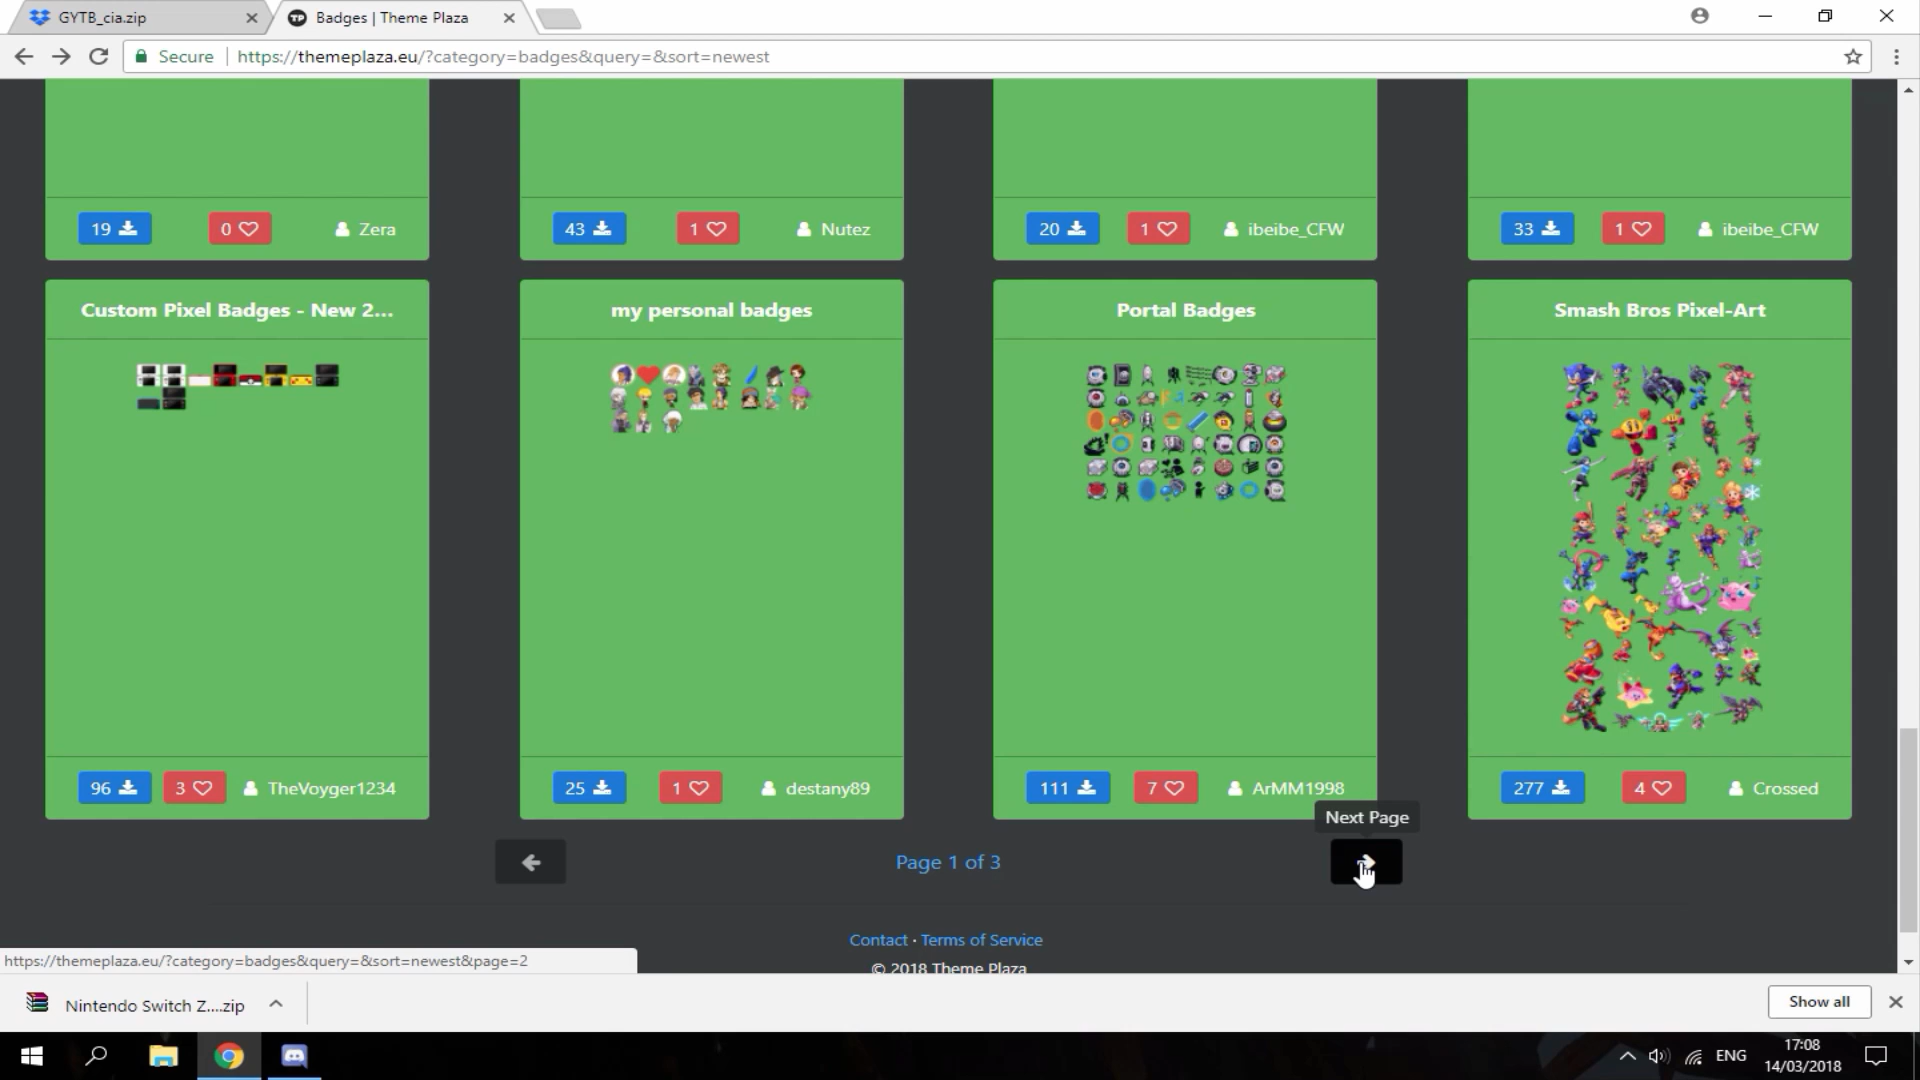 GYTB_cia.zip
Badges | Theme Plaza
Secure
https://themeplaza.eu/?category=badges&query=&sort=newest
19
0
Zera
43
1
Nutez
20
1
ibeibe_CFW
33
1
ibeibe_CFW
Custom Pixel Badges - New 2...
my personal badges
Portal Badges
Smash Bros Pixel-Art
96
3
TheVoyger1234
25
1
destany89
111
7
ArMM1998
277
4
Crossed
Next Page
Page 1 of 3
Contact · Terms of Service
© 2018 Theme Plaza
https://themeplaza.eu/?category=badges&query=&sort=newest&page=2
Nintendo Switch Z....zip
Show all
ENG
17:08
14/03/2018